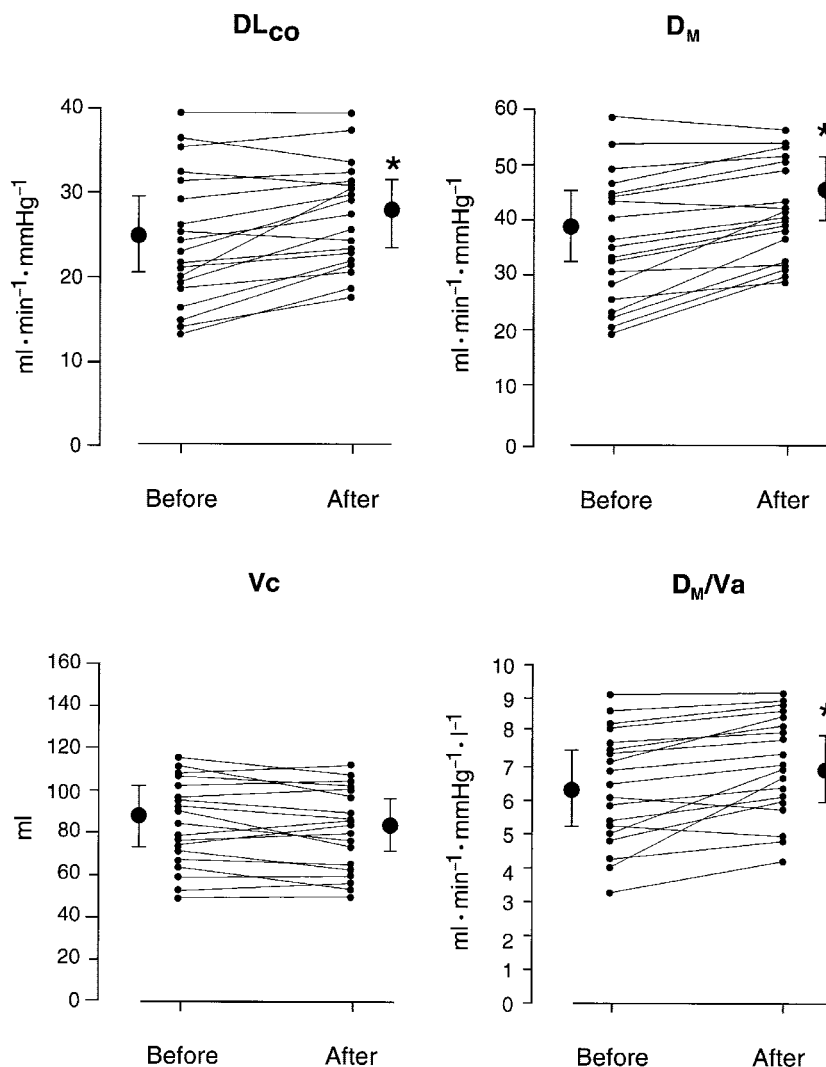 DLCO
40
30
20
10
0
ml · min⁻¹ · mmHg⁻¹
*
Before After
DM
60
50
40
30
20
10
0
ml · min⁻¹ · mmHg⁻¹
*
Before After
Vc
160
140
120
100
80
60
40
20
0
ml
Before After
DM/Va
10
9
8
7
6
5
4
3
2
1
0
ml · min⁻¹ · mmHg⁻¹ · l⁻¹
*
Before After